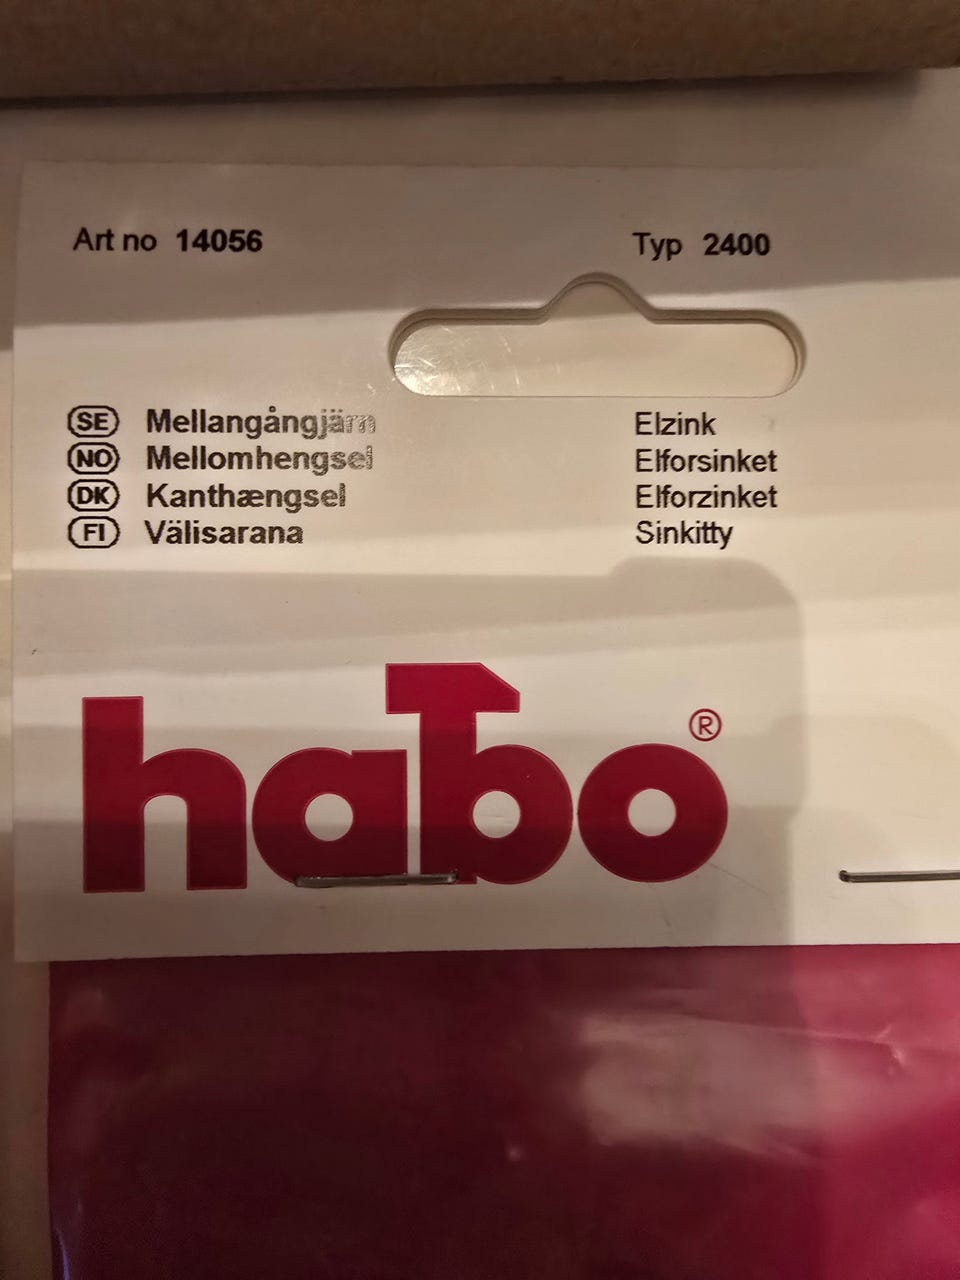 Art no 14056 Typ 2400
SE Mellangångjärn Elzink
NO Mellomhengsel Elforsinket
DK Kanthængsel Elforzinket
FI Välisarana Sinkitty
habo ®